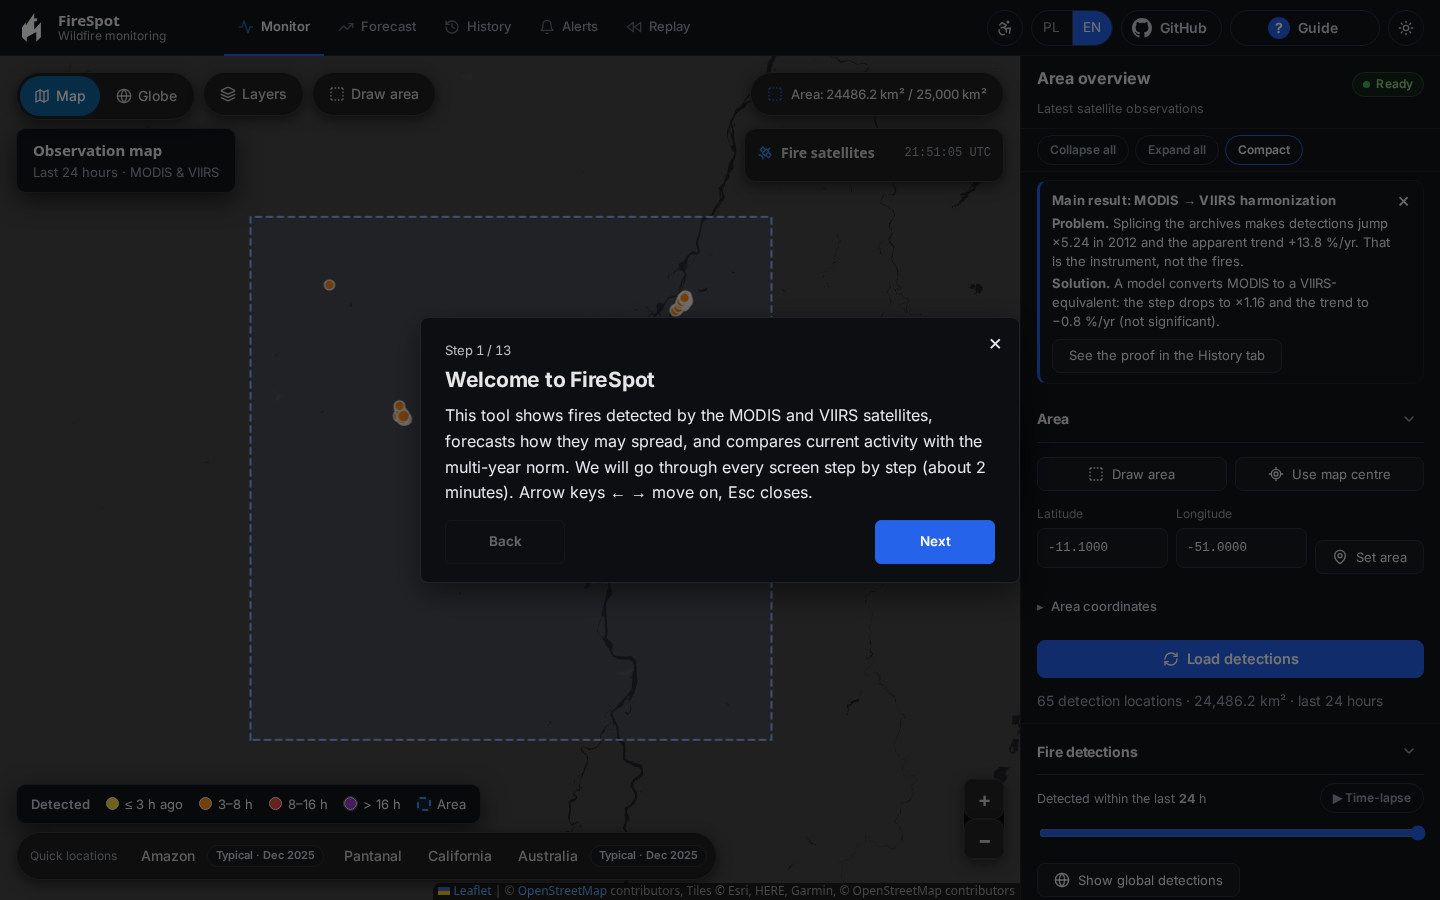 FireSpot
Wildfire monitoring
Monitor
Forecast
History
Alerts
Replay
PL
EN
GitHub
? Guide
Map
Globe
Layers
Draw area
Area: 24486.2 km² / 25,000 km²
Observation map
Last 24 hours · MODIS & VIIRS
Fire satellites
21:51:05 UTC
Step 1 / 13
Welcome to FireSpot
This tool shows fires detected by the MODIS and VIIRS satellites,
forecasts how they may spread, and compares current activity with the
multi-year norm. We will go through every screen step by step (about 2
minutes). Arrow keys ← → move on, Esc closes.
Back
Next
Detected
≤ 3 h ago
3–8 h
8–16 h
> 16 h
Area
Quick locations
Amazon
Typical · Dec 2025
Pantanal
California
Australia
Typical · Dec 2025
+
−
Leaflet | © OpenStreetMap contributors, Tiles © Esri, HERE, Garmin, © OpenStreetMap contributors
Area overview
Ready
Latest satellite observations
Collapse all
Expand all
Compact
Main result: MODIS → VIIRS harmonization
Problem. Splicing the archives makes detections jump
×5.24 in 2012 and the apparent trend +13.8 %/yr. That
is the instrument, not the fires.
Solution. A model converts MODIS to a VIIRS-
equivalent: the step drops to ×1.16 and the trend to
−0.8 %/yr (not significant).
See the proof in the History tab
Area
Draw area
Use map centre
Latitude
Longitude
-11.1000
-51.0000
Set area
▸ Area coordinates
Load detections
65 detection locations · 24,486.2 km² · last 24 hours
Fire detections
Detected within the last 24 h
▶ Time-lapse
Show global detections